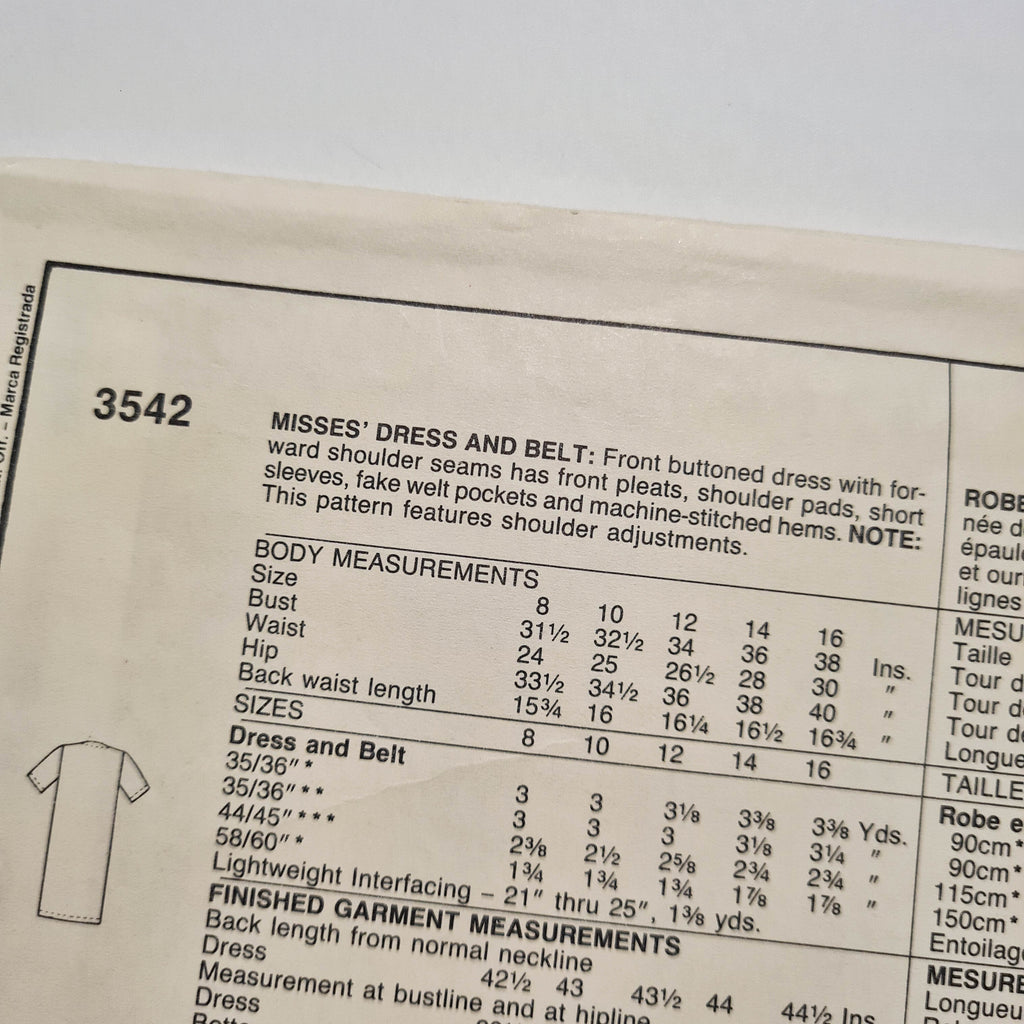 Marca Registrada
3542
MISSES' DRESS AND BELT: Front buttoned dress with for-
ward shoulder seams has front pleats, shoulder pads, short
sleeves, fake welt pockets and machine-stitched hems. NOTE:
This pattern features shoulder adjustments.
BODY MEASUREMENTS
Size 8 10 12 14 16
Bust 31½ 32½ 34 36 38 Ins.
Waist 24 25 26½ 28 30 "
Hip 33½ 34½ 36 38 40 "
Back waist length 15¾ 16 16¼ 16½ 16¾ "
SIZES 8 10 12 14 16
Dress and Belt
35/36"* 3 3 3⅛ 3⅜ 3⅜ Yds.
35/36"** 3 3 3 3⅛ 3¼ "
44/45"*** 2⅜ 2½ 2⅝ 2¾ 2¾ "
58/60"* 1¾ 1¾ 1¾ 1⅞ 1⅞ "
Lightweight Interfacing – 21" thru 25", 1⅜ yds.
FINISHED GARMENT MEASUREMENTS
Back length from normal neckline
Dress 42½ 43 43½ 44 44½ Ins
Measurement at bustline and at hipline
Dress
ROBE
née d
épaul
et our
lignes
MESU
Taille
Tour d
Tour d
Tour d
Longue
TAILLE
Robe e
90cm*
90cm*
115cm*
150cm*
Entoilag
MESURE
Longueu